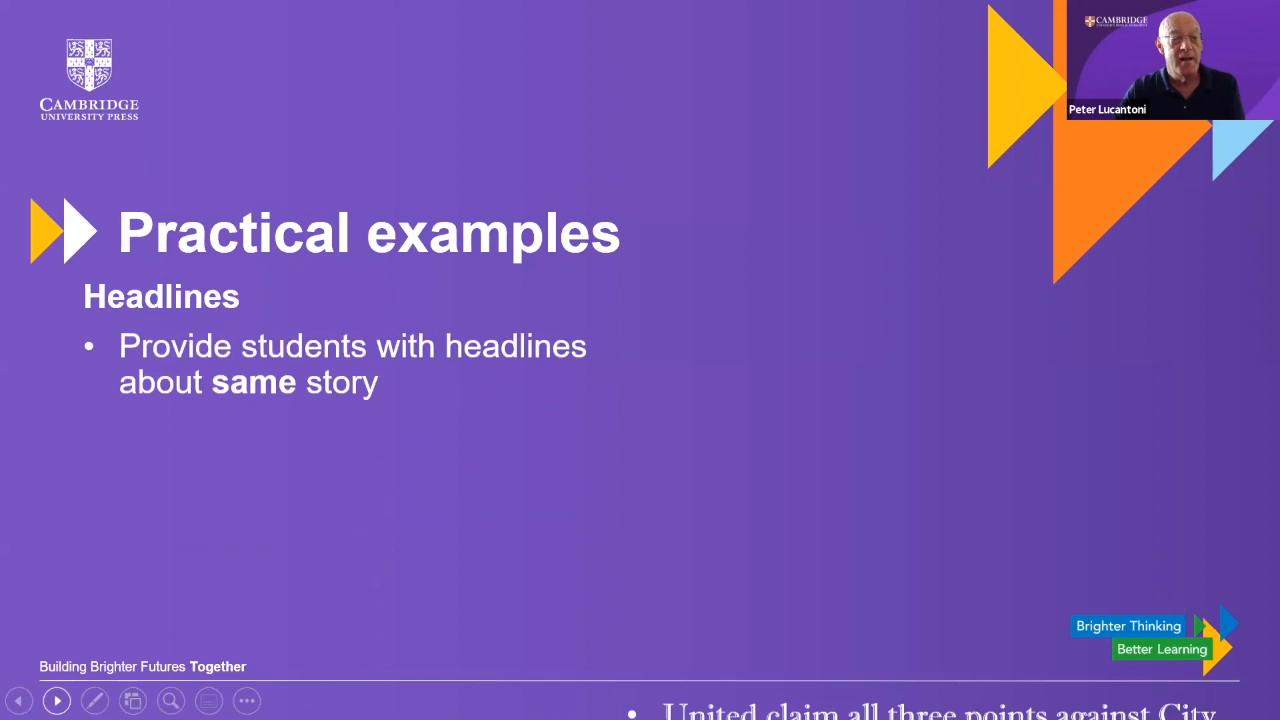 CAMBRIDGE
UNIVERSITY PRESS
CAMBRIDGE
Peter Lucantoni
Practical examples
Headlines
• Provide students with headlines
about same story
Brighter Thinking
Better Learning
Building Brighter Futures Together
• United claim all three points against City